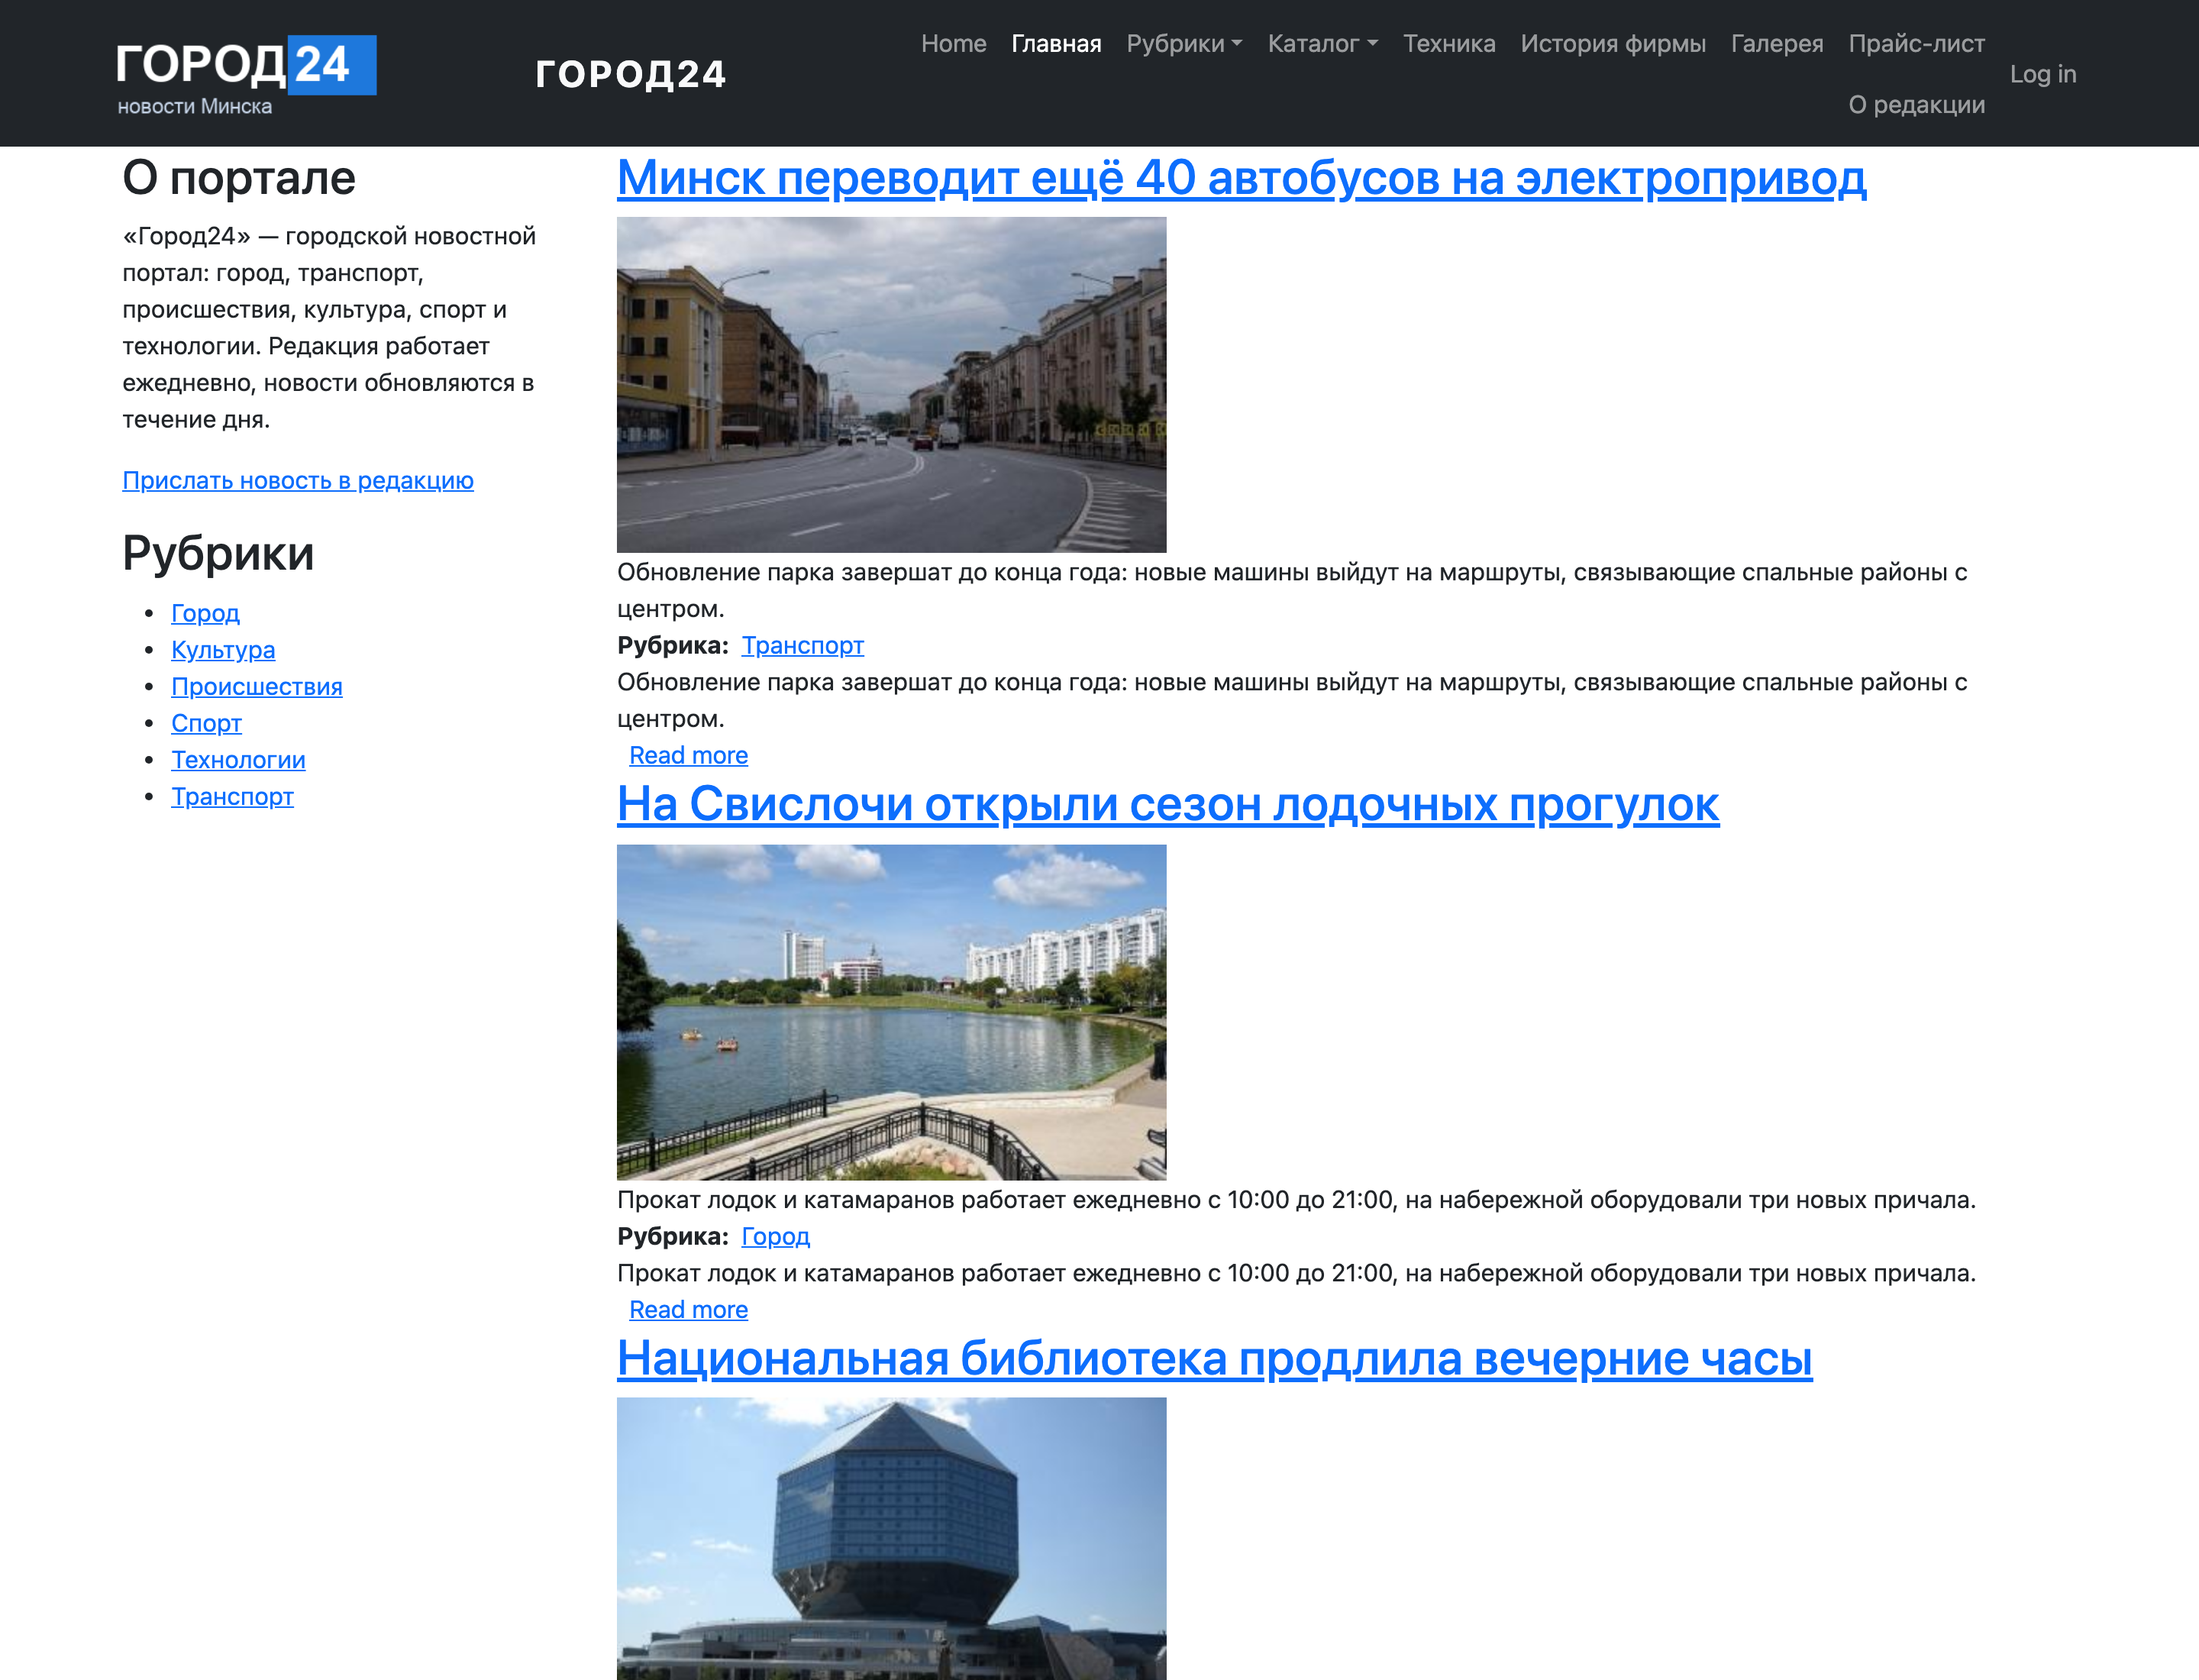 ГОРОД 24
новости Минска
ГОРОД24
Home Главная Рубрики Каталог Техника История фирмы Галерея Прайс-лист
О редакции
Log in
О портале
«Город24» — городской новостной
портал: город, транспорт,
происшествия, культура, спорт и
технологии. Редакция работает
ежедневно, новости обновляются в
течение дня.
Прислать новость в редакцию
Рубрики
Город
Культура
Происшествия
Спорт
Технологии
Транспорт
Минск переводит ещё 40 автобусов на электропривод
Обновление парка завершат до конца года: новые машины выйдут на маршруты, связывающие спальные районы с
центром.
Рубрика: Транспорт
Обновление парка завершат до конца года: новые машины выйдут на маршруты, связывающие спальные районы с
центром.
Read more
На Свислочи открыли сезон лодочных прогулок
Прокат лодок и катамаранов работает ежедневно с 10:00 до 21:00, на набережной оборудовали три новых причала.
Рубрика: Город
Прокат лодок и катамаранов работает ежедневно с 10:00 до 21:00, на набережной оборудовали три новых причала.
Read more
Национальная библиотека продлила вечерние часы